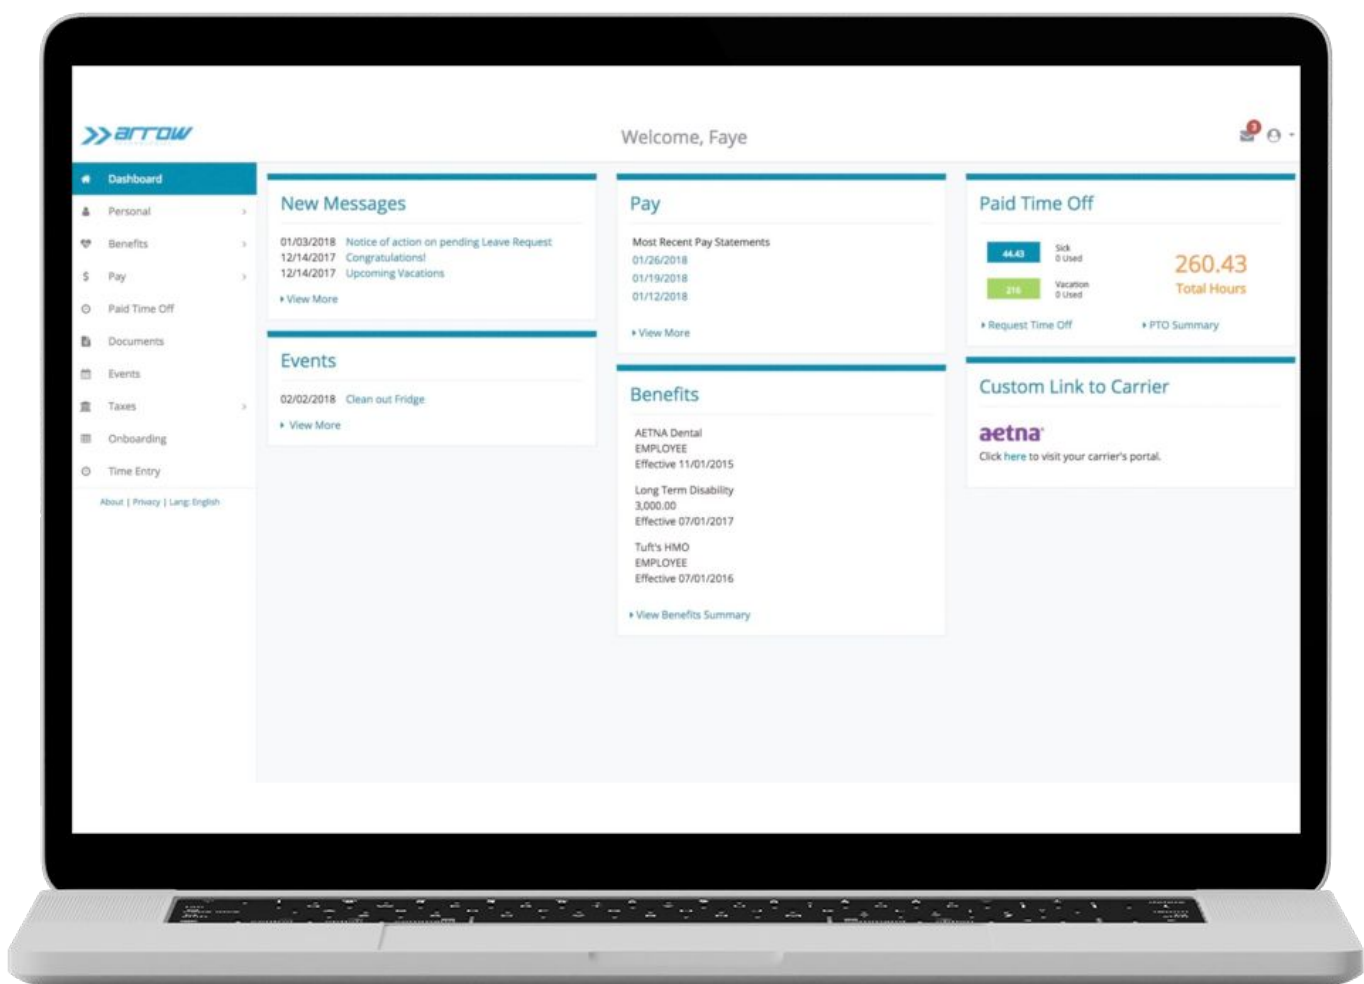 arrow
Welcome, Faye
3
Dashboard
Personal
Benefits
Pay
Paid Time Off
Documents
Events
Taxes
Onboarding
Time Entry
About | Privacy | Lang: English
New Messages
01/03/2018 Notice of action on pending Leave Request
12/14/2017 Congratulations!
12/14/2017 Upcoming Vacations
View More
Events
02/02/2018 Clean out Fridge
View More
Pay
Most Recent Pay Statements
01/26/2018
01/19/2018
01/12/2018
View More
Benefits
AETNA Dental
EMPLOYEE
Effective 11/01/2015
Long Term Disability
3,000.00
Effective 07/01/2017
Tuft's HMO
EMPLOYEE
Effective 07/01/2016
View Benefits Summary
Paid Time Off
44.43 Sick
0 Used
216 Vacation
0 Used
260.43
Total Hours
Request Time Off
PTO Summary
Custom Link to Carrier
aetna
Click here to visit your carrier's portal.